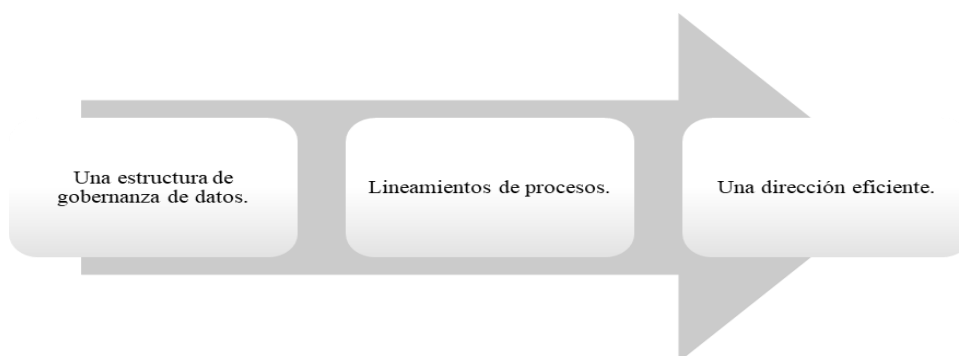 Una estructura de
gobernanza de datos.
Lineamientos de procesos.
Una dirección eficiente.